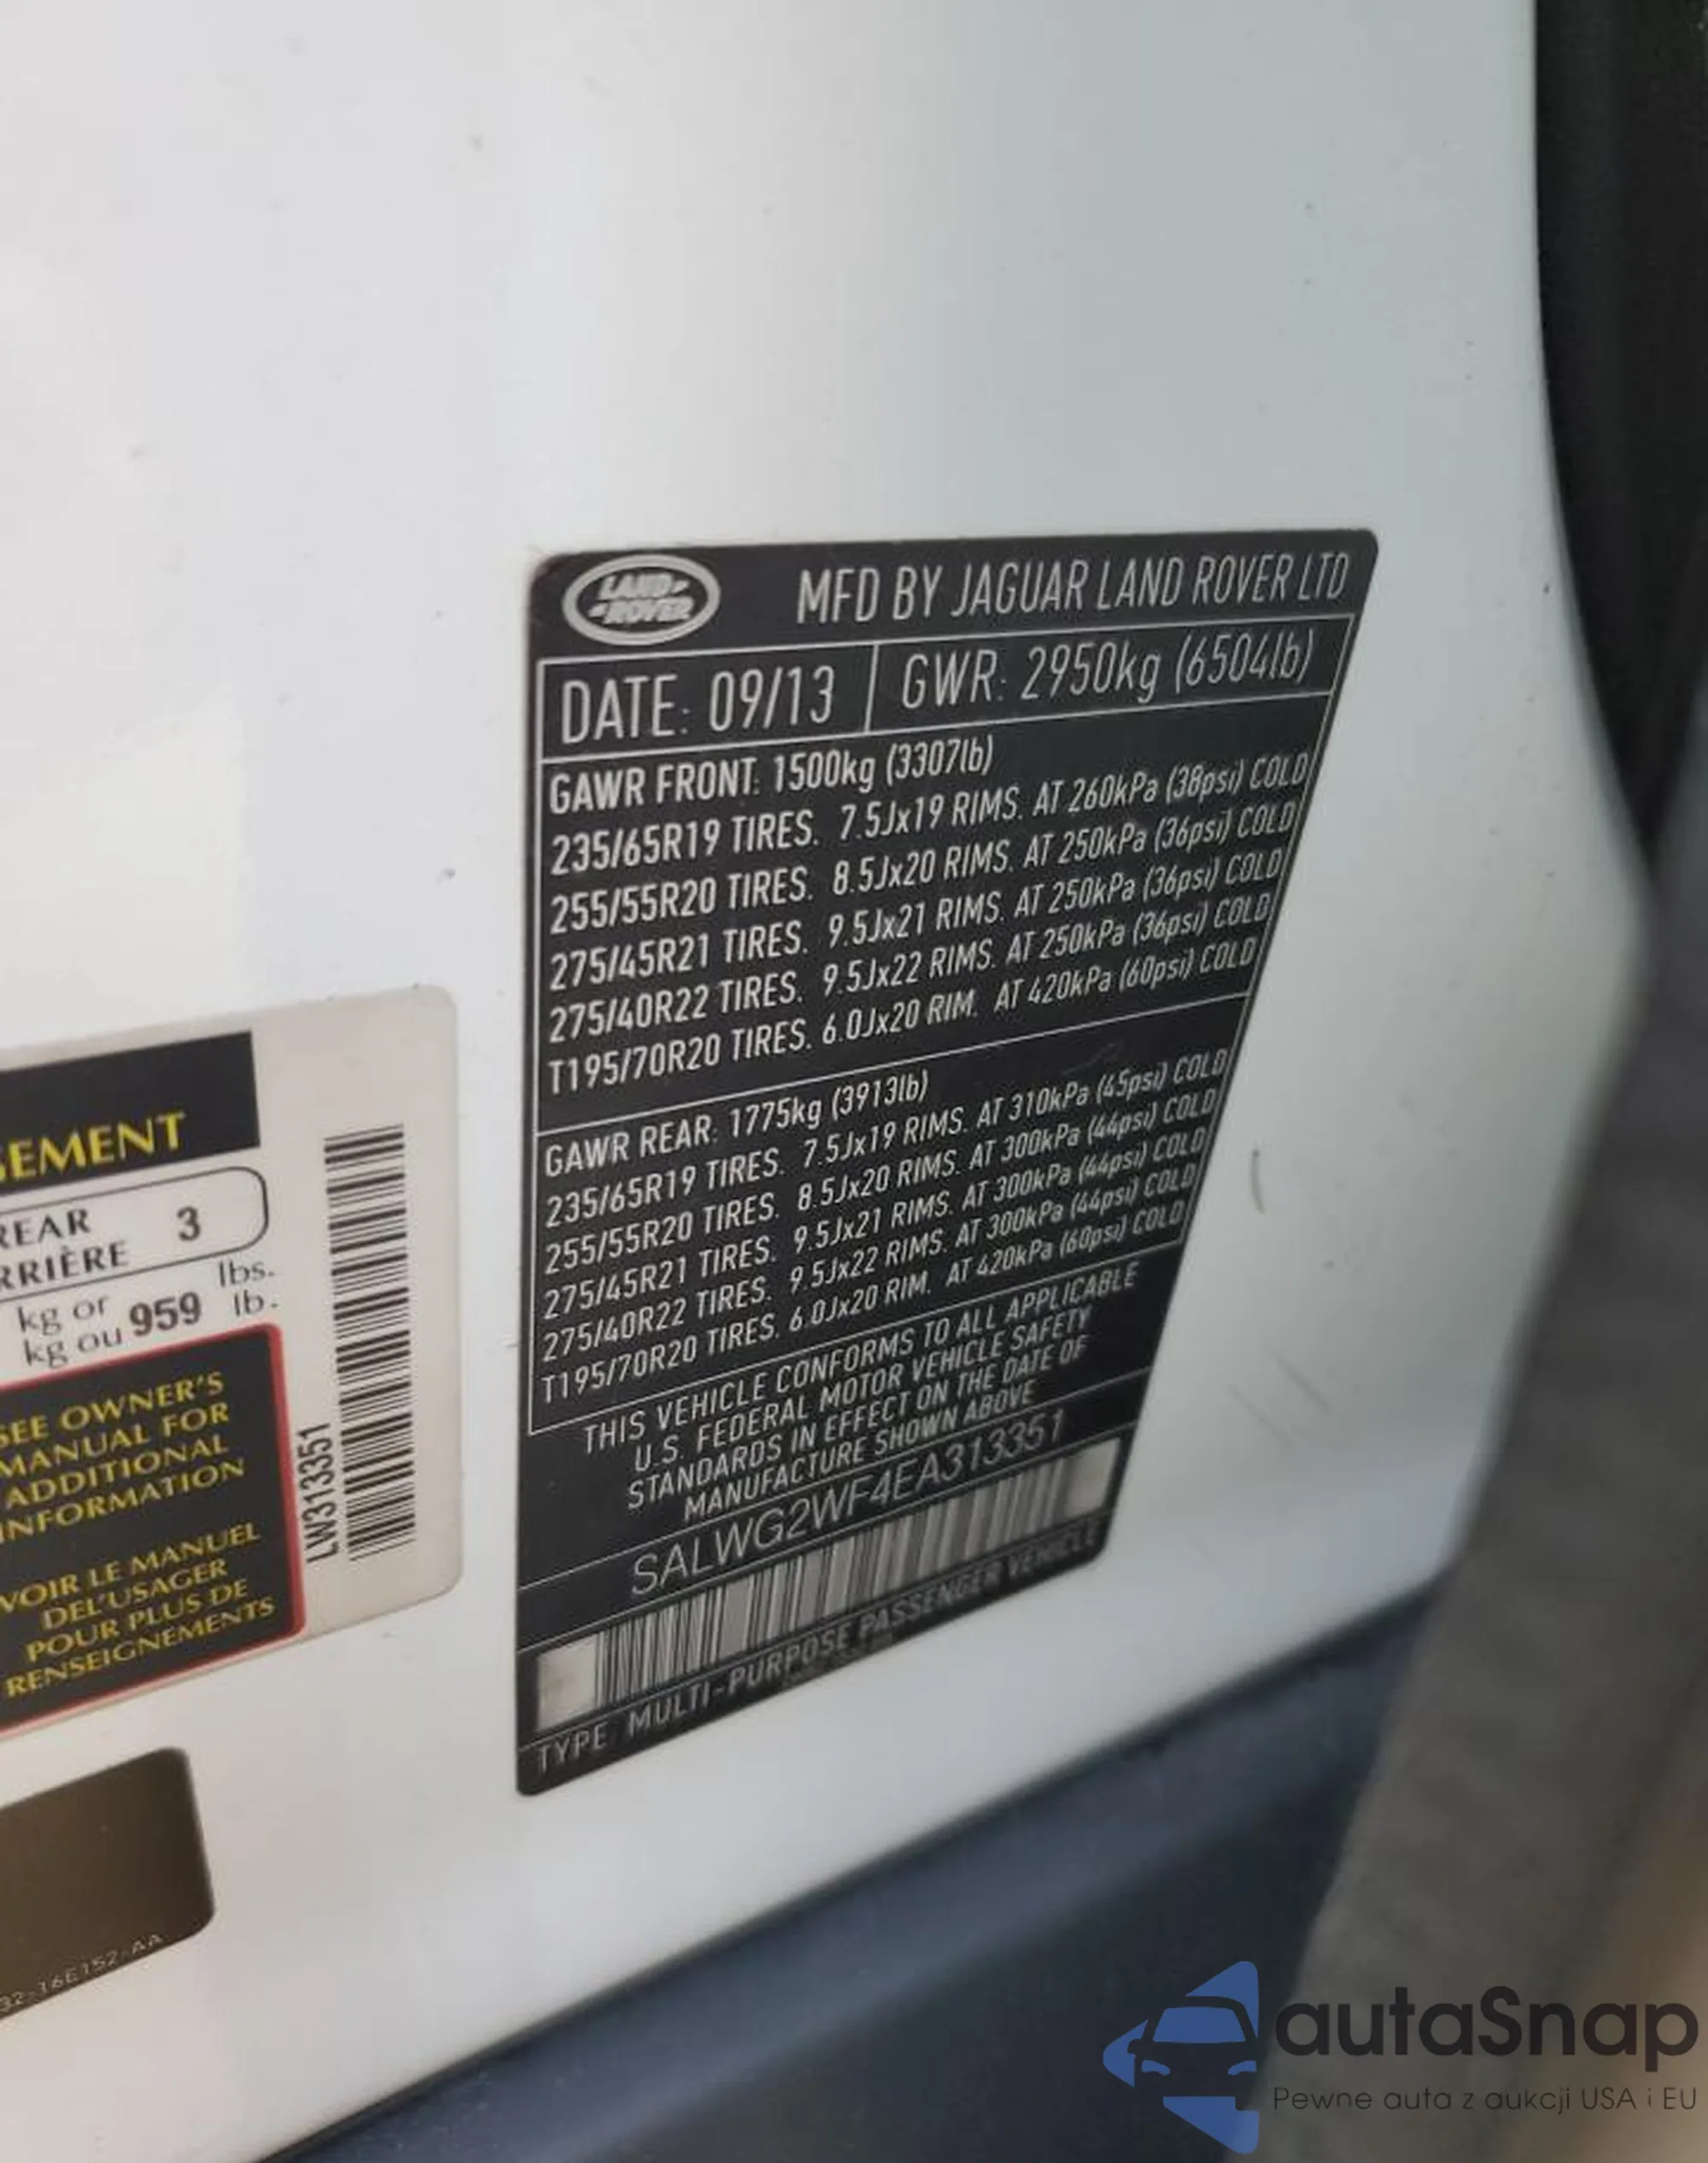 LAND-
-ROVER
MFD BY JAGUAR LAND ROVER LTD
DATE: 09/13
GWR: 2950kg (6504lb)
GAWR FRONT: 1500kg (3307lb)
235/65R19 TIRES. 7.5Jx19 RIMS. AT 260kPa (38psi) COLD
255/55R20 TIRES. 8.5Jx20 RIMS. AT 250kPa (36psi) COLD
275/45R21 TIRES. 9.5Jx21 RIMS. AT 250kPa (36psi) COLD
275/40R22 TIRES. 9.5Jx22 RIMS. AT 250kPa (36psi) COLD
T195/70R20 TIRES. 6.0Jx20 RIM. AT 420kPa (60psi) COLD
GAWR REAR: 1775kg (3913lb)
235/65R19 TIRES. 7.5Jx19 RIMS. AT 310kPa (45psi) COLD
255/55R20 TIRES. 8.5Jx20 RIMS. AT 300kPa (44psi) COLD
275/45R21 TIRES. 9.5Jx21 RIMS. AT 300kPa (44psi) COLD
275/40R22 TIRES. 9.5Jx22 RIMS. AT 300kPa (44psi) COLD
T195/70R20 TIRES. 6.0Jx20 RIM. AT 420kPa (60psi) COLD
THIS VEHICLE CONFORMS TO ALL APPLICABLE
U.S. FEDERAL MOTOR VEHICLE SAFETY
STANDARDS IN EFFECT ON THE DATE OF
MANUFACTURE SHOWN ABOVE
SALWG2WF4EA313351
TYPE MULTI-PURPOSE PASSENGER VEHICLE
GEMENT
REAR
RRIÈRE
3
kg or
kg ou
959
lbs.
lb.
SEE OWNER'S
MANUAL FOR
ADDITIONAL
INFORMATION
VOIR LE MANUEL
DEL'USAGER
POUR PLUS DE
RENSEIGNEMENTS
LW313351
32-16E152-AA
autaSnap
Pewne auta z aukcji USA i EU